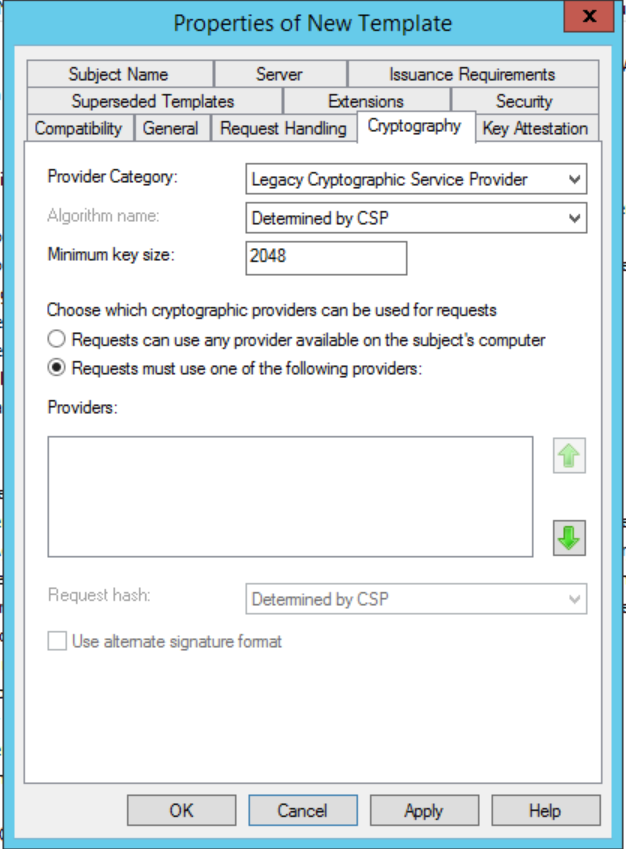 Properties of New Template
x
Subject Name Server Issuance Requirements
Superseded Templates Extensions Security
Compatibility General Request Handling Cryptography Key Attestation
Provider Category: Legacy Cryptographic Service Provider
Algorithm name: Determined by CSP
Minimum key size: 2048
Choose which cryptographic providers can be used for requests
Requests can use any provider available on the subject's computer
Requests must use one of the following providers:
Providers:
Request hash: Determined by CSP
Use alternate signature format
OK Cancel Apply Help